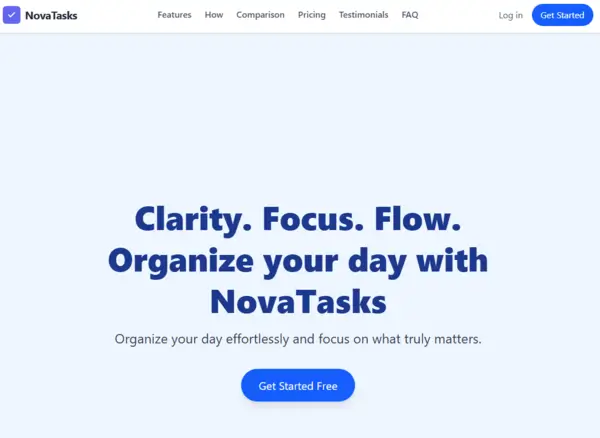 NovaTasks
Features
How
Comparison
Pricing
Testimonials
FAQ
Log in
Get Started
Clarity. Focus. Flow.
Organize your day with
NovaTasks
Organize your day effortlessly and focus on what truly matters.
Get Started Free